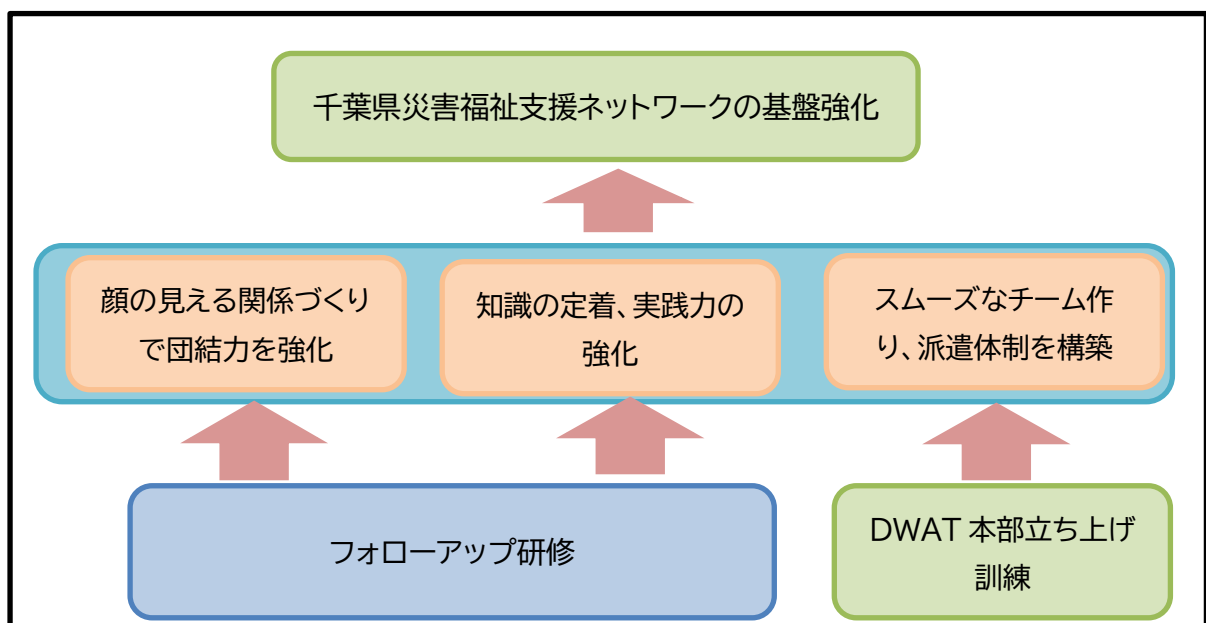 千葉県災害福祉支援ネットワークの基盤強化
顔の見える関係づくり
で団結力を強化
知識の定着、実践力の
強化
スムーズなチーム作
り、派遣体制を構築
フォローアップ研修
DWAT 本部立ち上げ
訓練